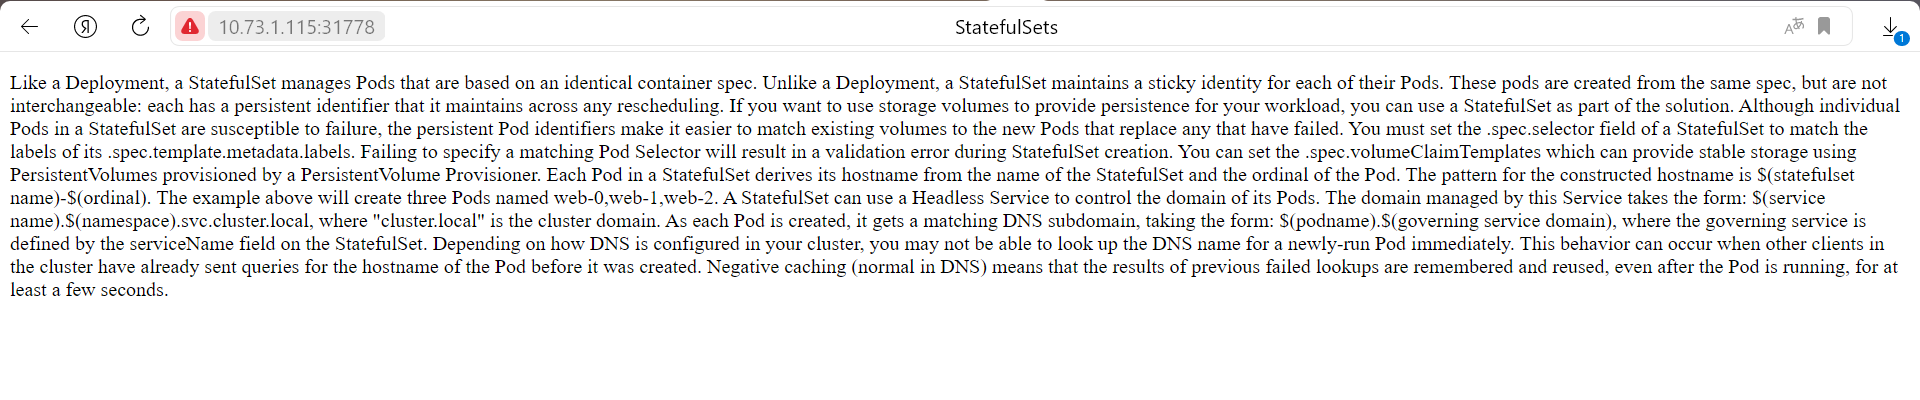 10.73.1.115:31778
StatefulSets
Like a Deployment, a StatefulSet manages Pods that are based on an identical container spec. Unlike a Deployment, a StatefulSet maintains a sticky identity for each of their Pods. These pods are created from the same spec, but are not
interchangeable: each has a persistent identifier that it maintains across any rescheduling. If you want to use storage volumes to provide persistence for your workload, you can use a StatefulSet as part of the solution. Although individual
Pods in a StatefulSet are susceptible to failure, the persistent Pod identifiers make it easier to match existing volumes to the new Pods that replace any that have failed. You must set the .spec.selector field of a StatefulSet to match the
labels of its .spec.template.metadata.labels. Failing to specify a matching Pod Selector will result in a validation error during StatefulSet creation. You can set the .spec.volumeClaimTemplates which can provide stable storage using
PersistentVolumes provisioned by a PersistentVolume Provisioner. Each Pod in a StatefulSet derives its hostname from the name of the StatefulSet and the ordinal of the Pod. The pattern for the constructed hostname is $(statefulset
name)-$(ordinal). The example above will create three Pods named web-0,web-1,web-2. A StatefulSet can use a Headless Service to control the domain of its Pods. The domain managed by this Service takes the form: $(service
name).$(namespace).svc.cluster.local, where "cluster.local" is the cluster domain. As each Pod is created, it gets a matching DNS subdomain, taking the form: $(podname).$(governing service domain), where the governing service is
defined by the serviceName field on the StatefulSet. Depending on how DNS is configured in your cluster, you may not be able to look up the DNS name for a newly-run Pod immediately. This behavior can occur when other clients in
the cluster have already sent queries for the hostname of the Pod before it was created. Negative caching (normal in DNS) means that the results of previous failed lookups are remembered and reused, even after the Pod is running, for at
least a few seconds.
Я
Aあ
1